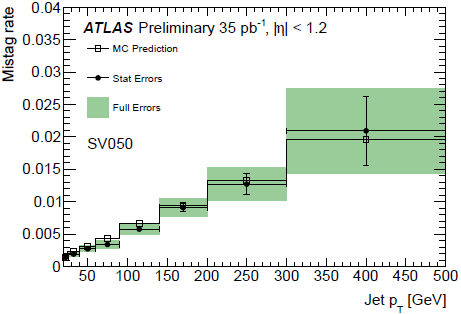 0.04
ATLAS Preliminary 35 pb⁻¹, |η| < 1.2
Mistag rate
0.035
MC Prediction
0.03
Stat Errors
0.025
Full Errors
0.02
SV050
0.015
0.01
0.005
0
50 100 150 200 250 300 350 400 450 500
Jet p_T [GeV]